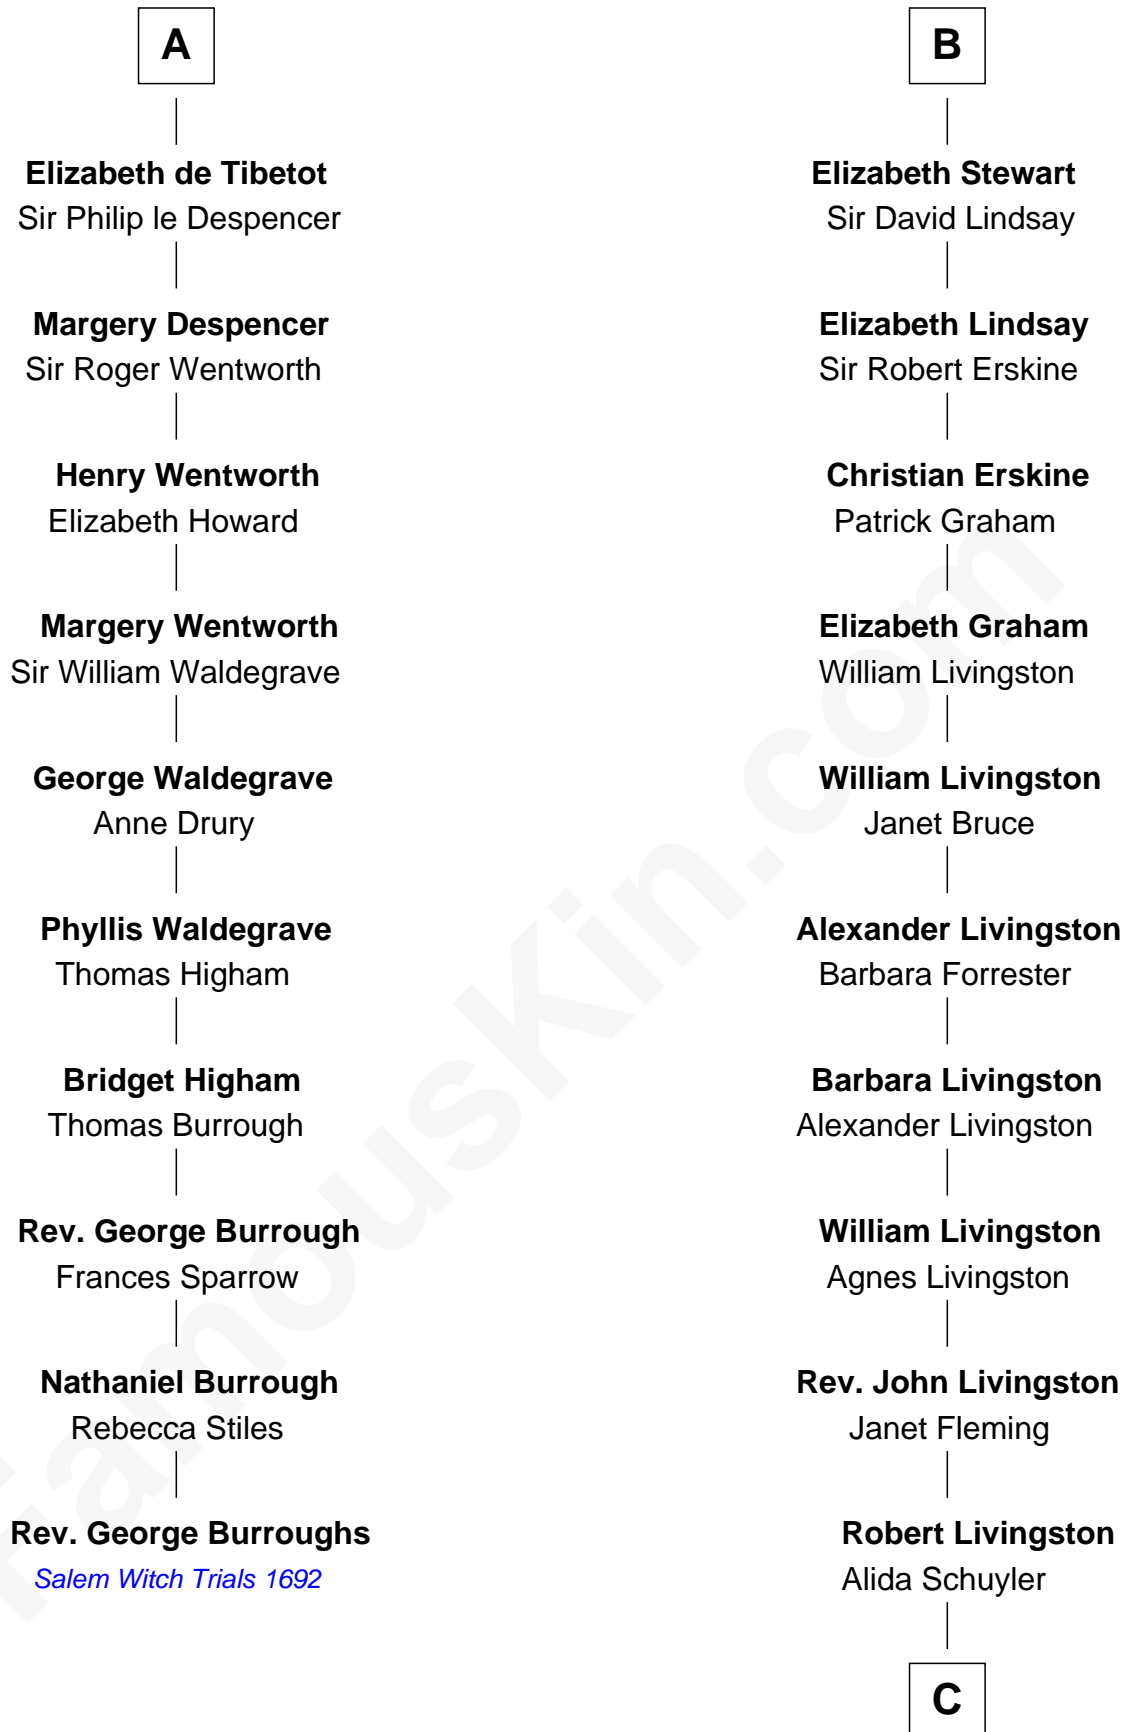 A
Elizabeth de Tibetot
Sir Philip le Despencer
Margery Despencer
Sir Roger Wentworth
Henry Wentworth
Elizabeth Howard
Margery Wentworth
Sir William Waldegrave
George Waldegrave
Anne Drury
Phyllis Waldegrave
Thomas Higham
Bridget Higham
Thomas Burrough
Rev. George Burrough
Frances Sparrow
Nathaniel Burrough
Rebecca Stiles
Rev. George Burroughs
Salem Witch Trials 1692
B
Elizabeth Stewart
Sir David Lindsay
Elizabeth Lindsay
Sir Robert Erskine
Christian Erskine
Patrick Graham
Elizabeth Graham
William Livingston
William Livingston
Janet Bruce
Alexander Livingston
Barbara Forrester
Barbara Livingston
Alexander Livingston
William Livingston
Agnes Livingston
Rev. John Livingston
Janet Fleming
Robert Livingston
Alida Schuyler
C
FamousKin.com